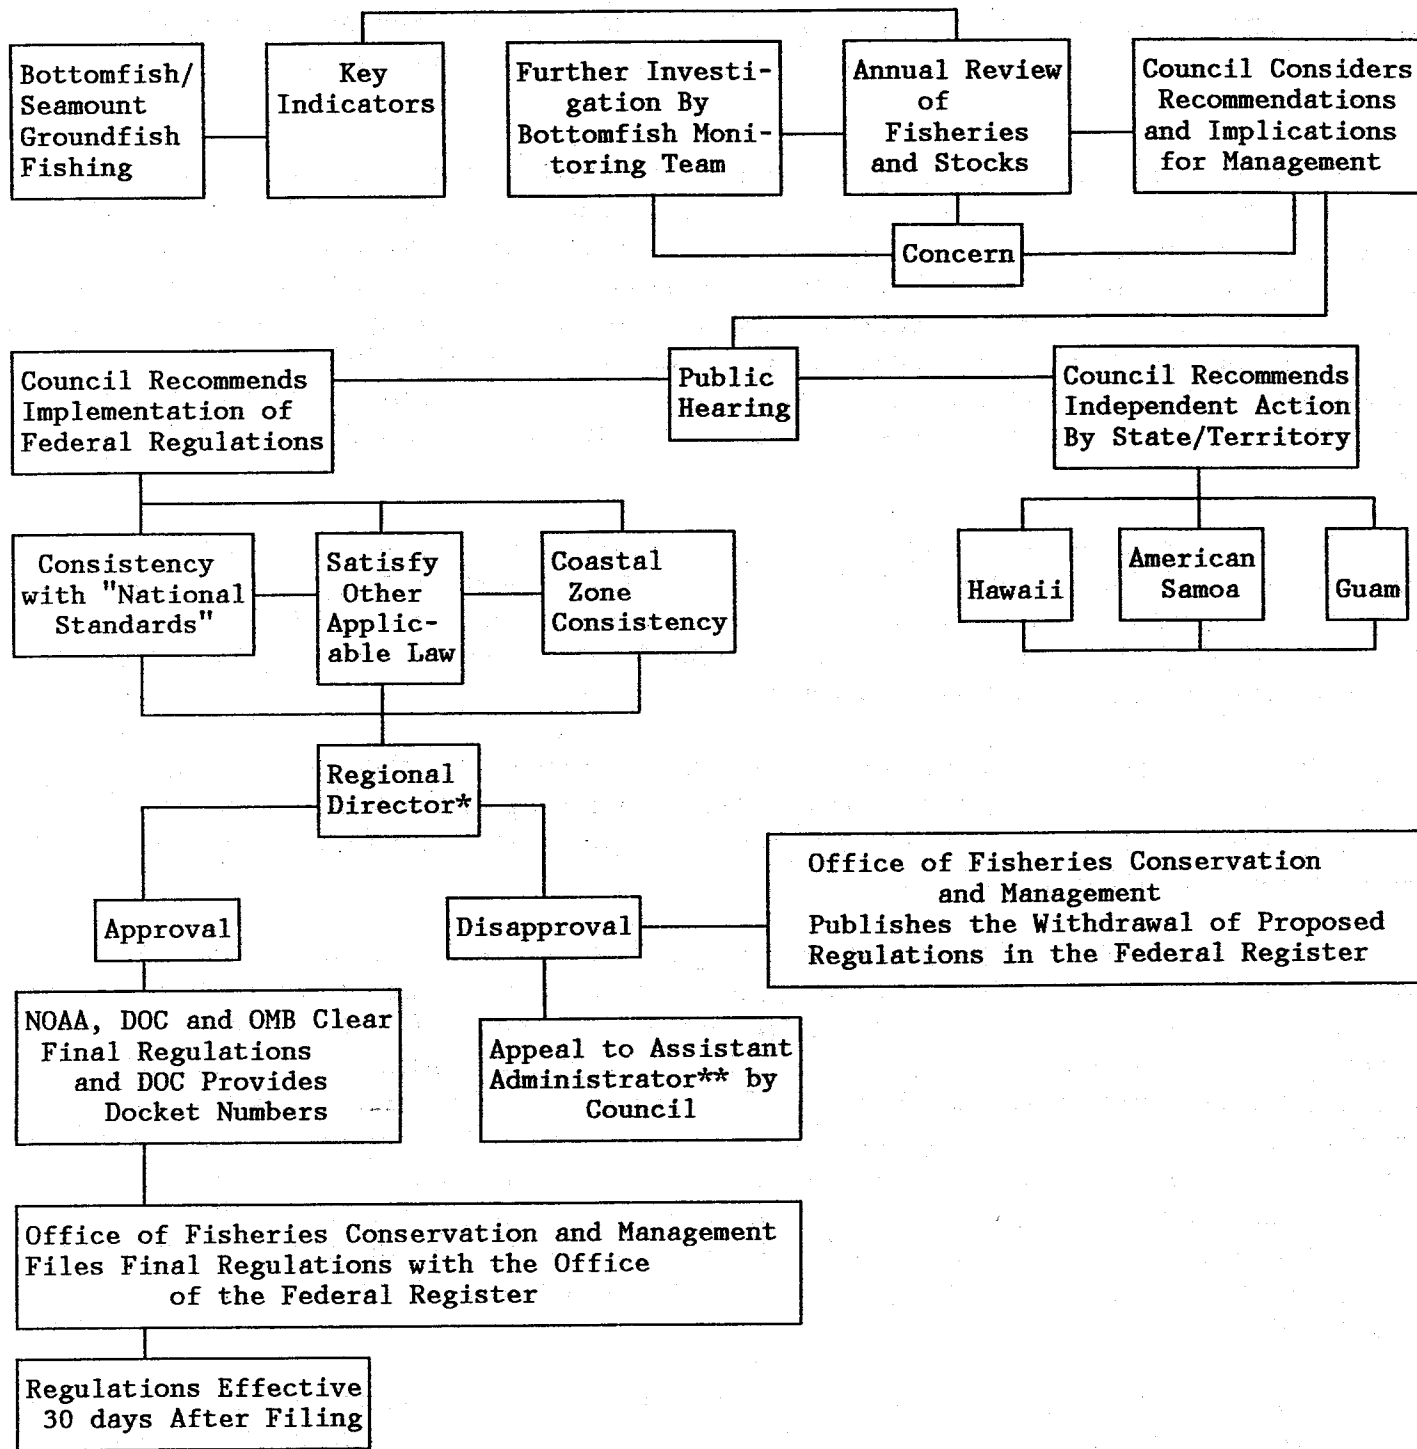 Bottomfish/
Seamount
Groundfish
Fishing
Key
Indicators
Further Investi-
gation By
Bottomfish Moni-
toring Team
Annual Review
of
Fisheries
and Stocks
Council Considers
Recommendations
and Implications
for Management
Concern
Council Recommends
Implementation of
Federal Regulations
Public
Hearing
Council Recommends
Independent Action
By State/Territory
Consistency
with "National
Standards"
Satisfy
Other
Applic-
able Law
Coastal
Zone
Consistency
Hawaii
American
Samoa
Guam
Regional
Director*
Approval
Disapproval
Office of Fisheries Conservation
and Management
Publishes the Withdrawal of Proposed
Regulations in the Federal Register
NOAA, DOC and OMB Clear
Final Regulations
and DOC Provides
Docket Numbers
Appeal to Assistant
Administrator** by
Council
Office of Fisheries Conservation and Management
Files Final Regulations with the Office
of the Federal Register
Regulations Effective
30 days After Filing